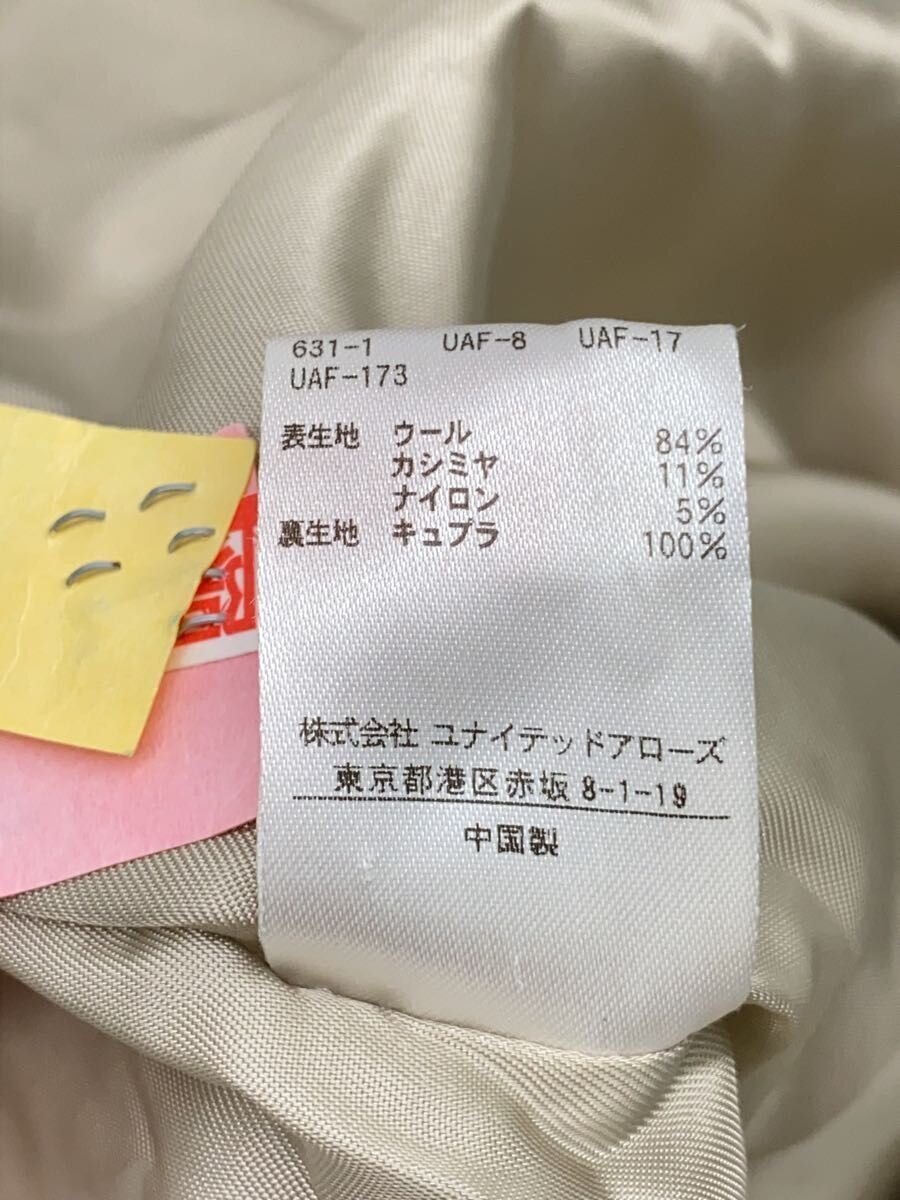 631-1 UAF-8 UAF-17
UAF-173
表生地 ウール 84%
カシミヤ 11%
ナイロン 5%
裏生地 キュプラ 100%
株式会社 ユナイテッドアローズ
東京都港区赤坂 8-1-19
中国製